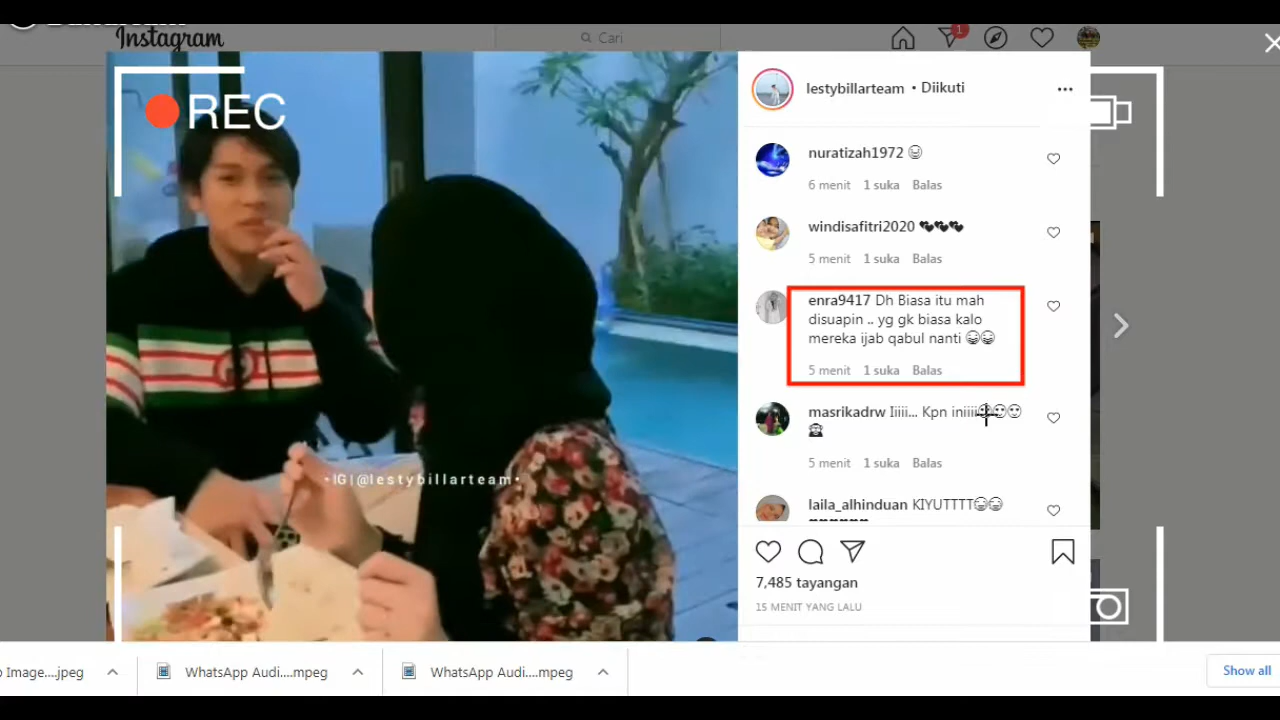 Instagram
Cari
1
REC
lestybillarteam • Diikuti
nuratizah1972
6 menit 1 suka Balas
windisafitri2020
5 menit 1 suka Balas
enra9417 Dh Biasa itu mah
disuapin .. yg gk biasa kalo
mereka ijab qabul nanti
5 menit 1 suka Balas
masrikadrw Iiiii... Kpn iniiii
5 menit 1 suka Balas
laila_alhinduan KIYUTTTT
•IG|@lestybillarteam•
7,485 tayangan
15 MENIT YANG LALU
Image....jpeg
WhatsApp Audi....mpeg
WhatsApp Audi....mpeg
Show all